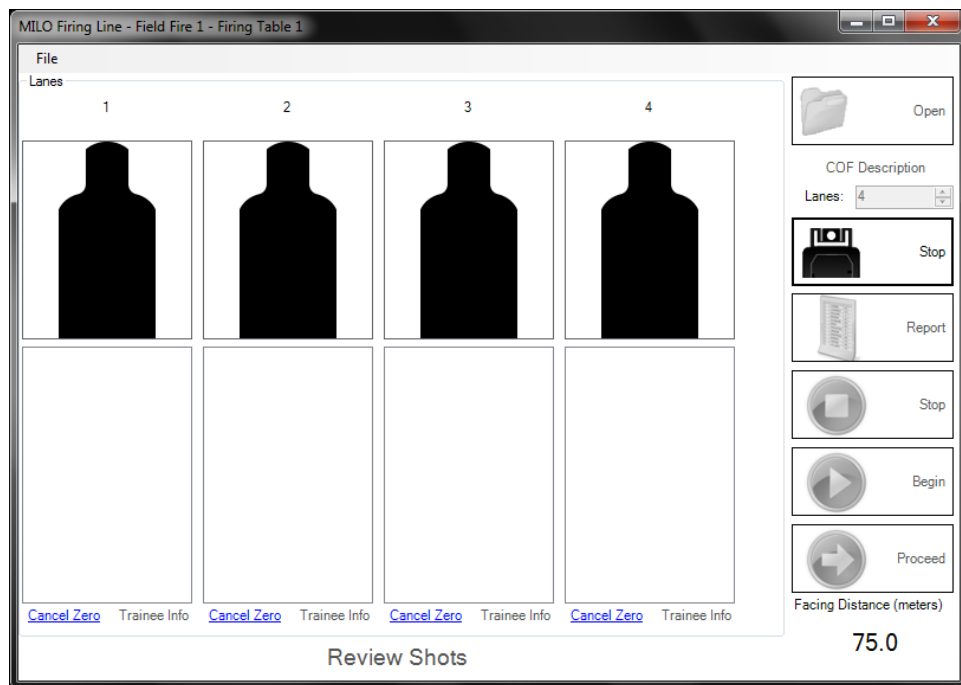 MILO Firing Line - Field Fire 1 - Firing Table 1
File
Lanes
1 2 3 4
Cancel Zero Trainee Info Cancel Zero Trainee Info Cancel Zero Trainee Info Cancel Zero Trainee Info
Review Shots
Open
COF Description
Lanes: 4
Stop
Report
Stop
Begin
Proceed
Facing Distance (meters)
75.0